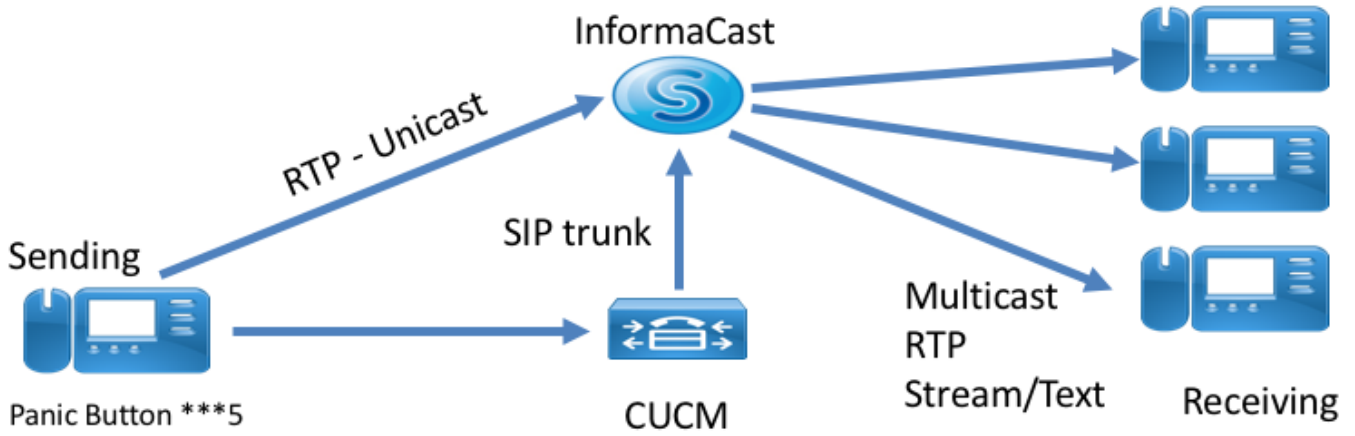 InformaCast
RTP - Unicast
SIP trunk
Sending
Panic Button ***5
CUCM
Multicast
RTP
Stream/Text
Receiving